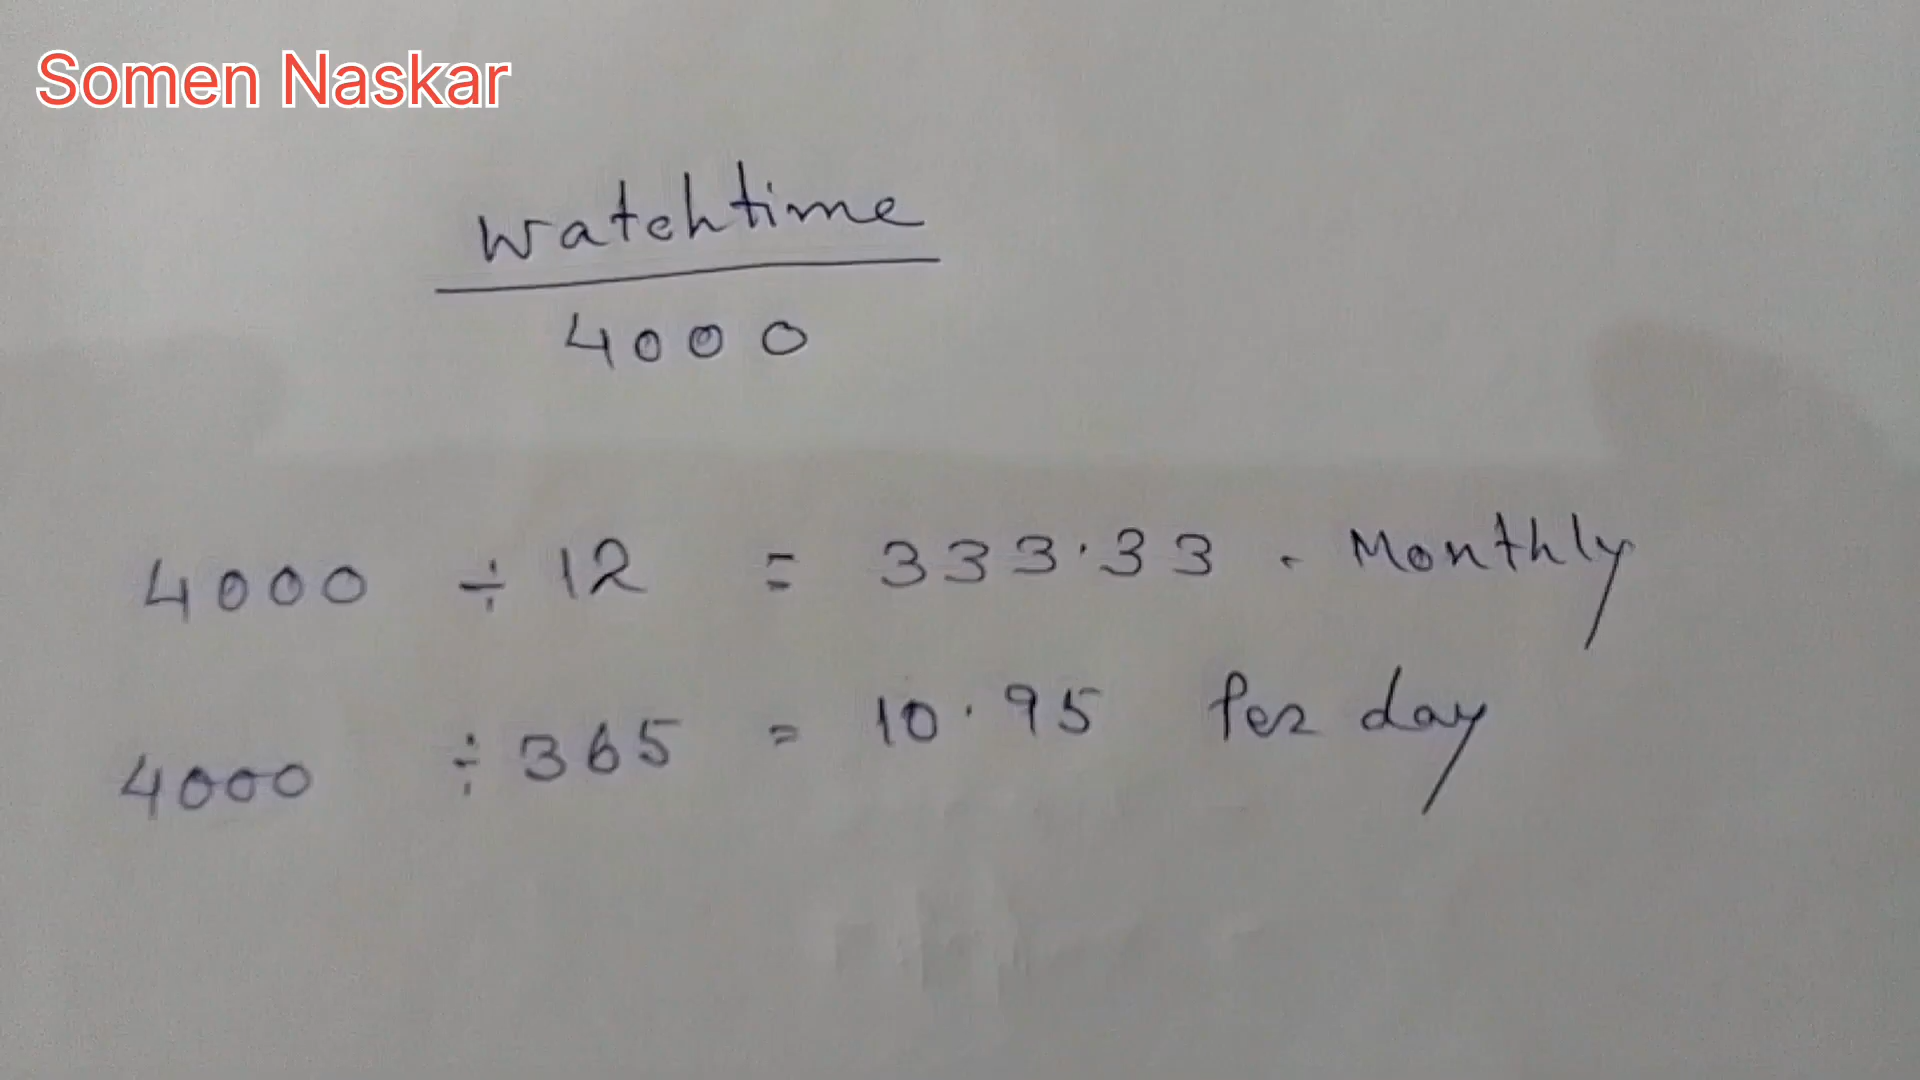 Somen Naskar
Watchtime
4000
4000 ÷ 12 = 333.33 - Monthly
4000 ÷ 365 = 10.95 Per day